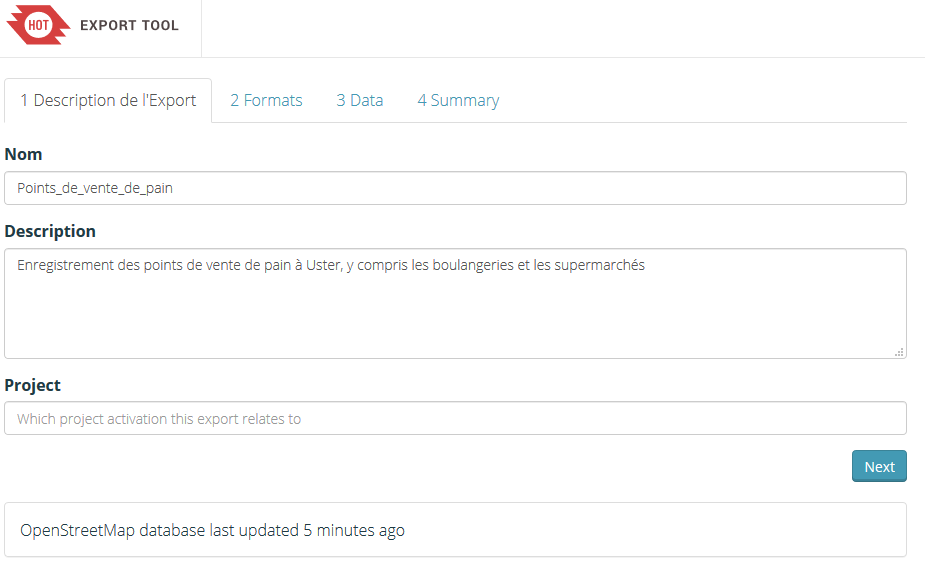 HOT EXPORT TOOL
1 Description de l'Export 2 Formats 3 Data 4 Summary
Nom
Points_de_vente_de_pain
Description
Enregistrement des points de vente de pain à Uster, y compris les boulangeries et les supermarchés
Project
Which project activation this export relates to
Next
OpenStreetMap database last updated 5 minutes ago